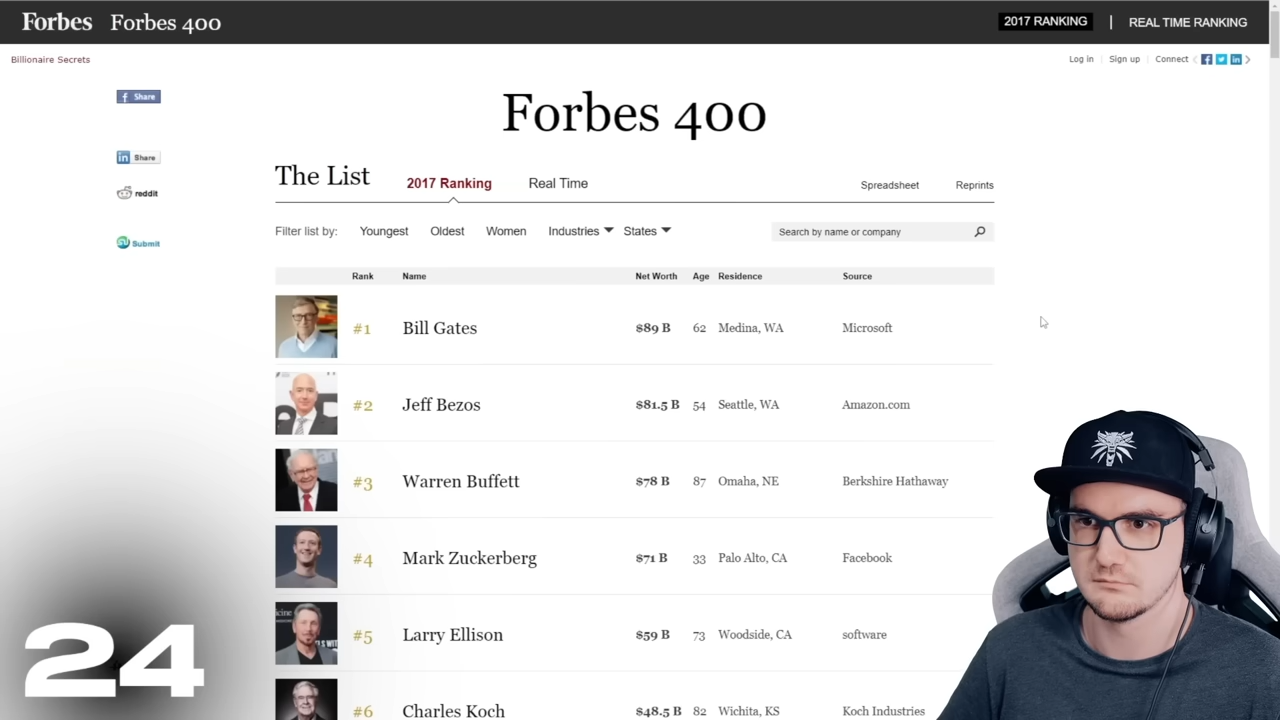 Forbes Forbes 400 2017 RANKING | REAL TIME RANKING
Billionaire Secrets Log in Sign up Connect
Share
Forbes 400
Share
The List 2017 Ranking Real Time Spreadsheet Reprints
reddit
Filter list by: Youngest Oldest Women Industries States Search by name or company
Submit
Rank Name Net Worth Age Residence Source
#1 Bill Gates $89 B 62 Medina, WA Microsoft
#2 Jeff Bezos $81.5 B 54 Seattle, WA Amazon.com
#3 Warren Buffett $78 B 87 Omaha, NE Berkshire Hathaway
#4 Mark Zuckerberg $71 B 33 Palo Alto, CA Facebook
#5 Larry Ellison $59 B 73 Woodside, CA software
#6 Charles Koch $48.5 B 82 Wichita, KS Koch Industries
24